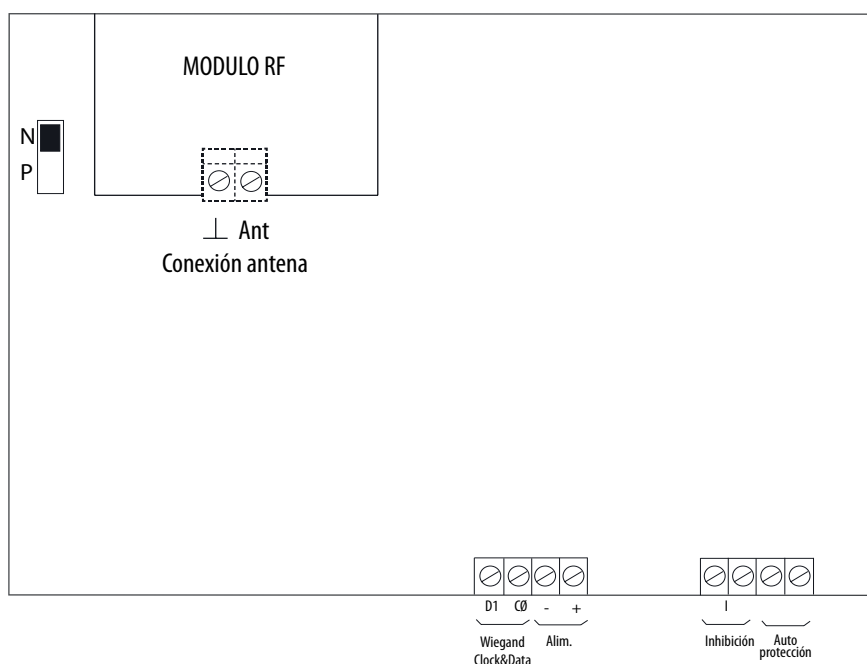 MODULO RF
N
P
⊥ Ant
Conexión antena
D1 CØ - + I
Wiegand Alim. Inhibición Auto
Clock&Data protección